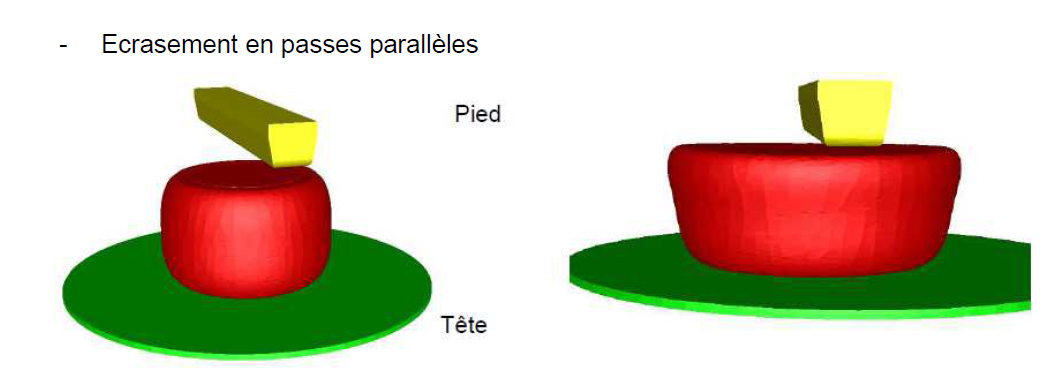 - Ecrasement en passes parallèles
Pied
Tête